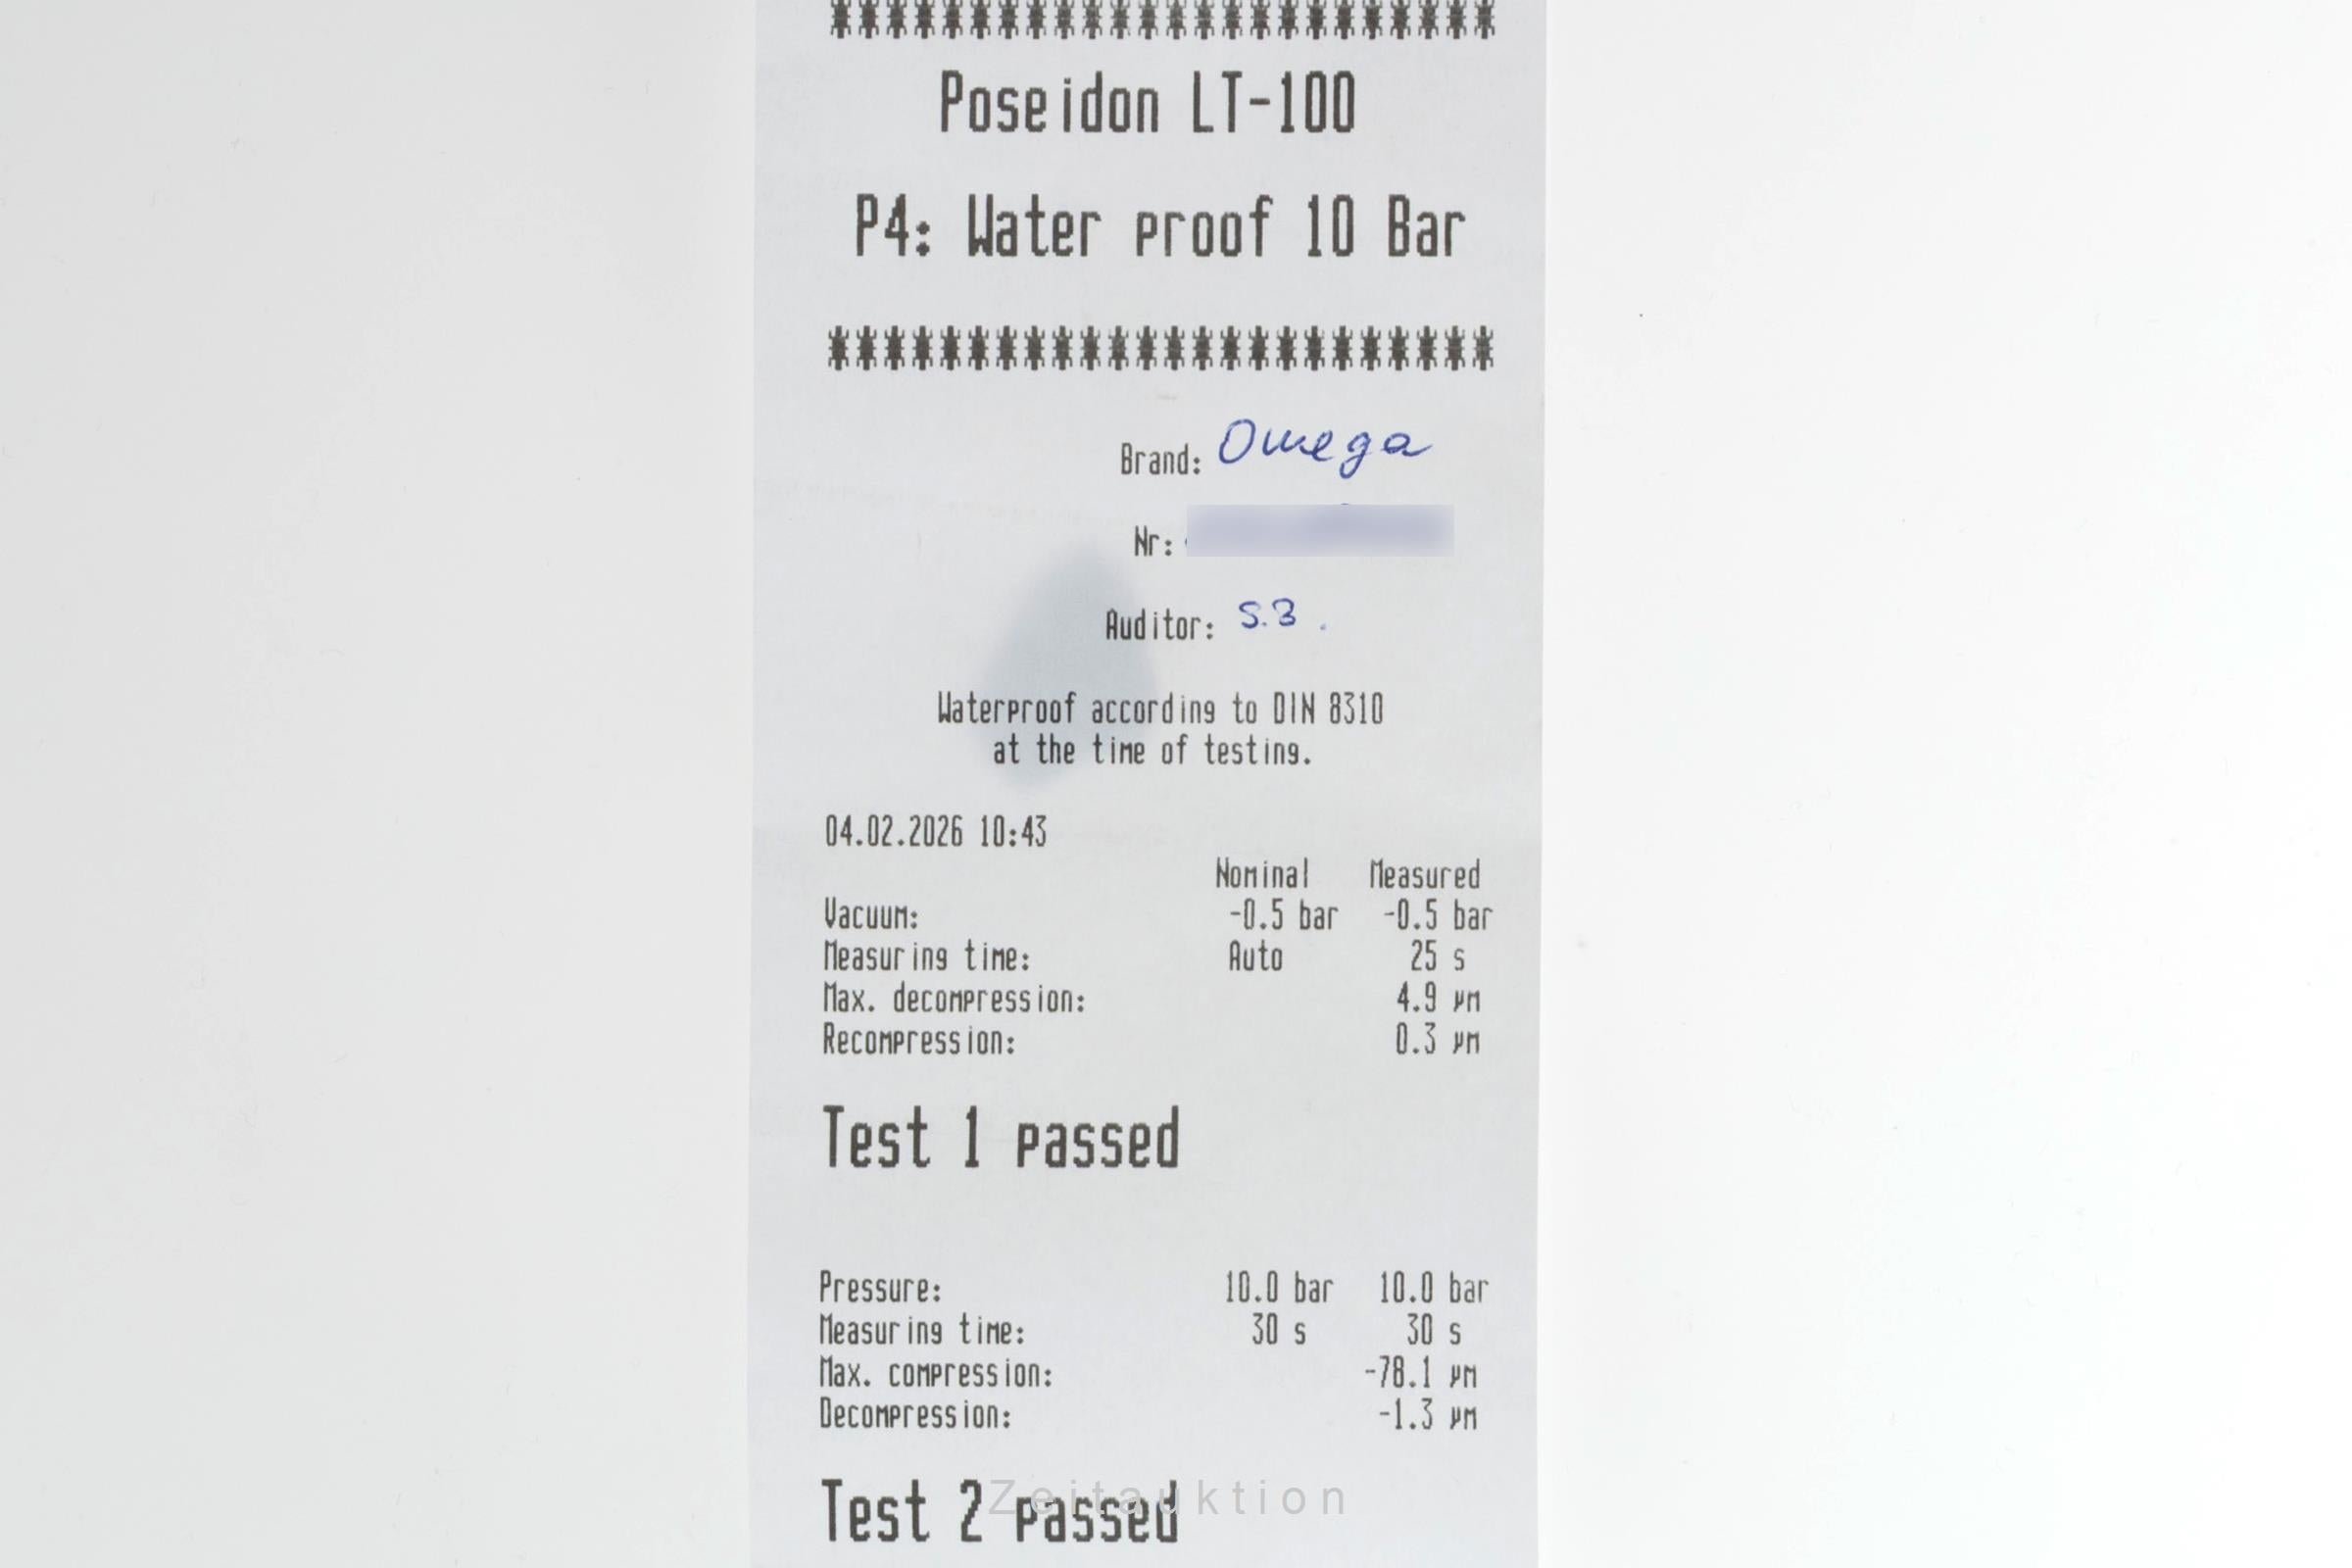 ************************
Poseidon LT-100
P4: Water proof 10 Bar
************************
Brand: Omega
Nr:
Auditor: S.B.
Waterproof according to DIN 8310
at the time of testing.
04.02.2026 10:43
Nominal Measured
Vacuum: -0.5 bar -0.5 bar
Measuring time: Auto 25 s
Max. decompression: 4.9 µm
Recompression: 0.3 µm
Test 1 passed
Pressure: 10.0 bar 10.0 bar
Measuring time: 30 s 30 s
Max. compression: -78.1 µm
Decompression: -1.3 µm
Test 2 passed
Zeitauktion